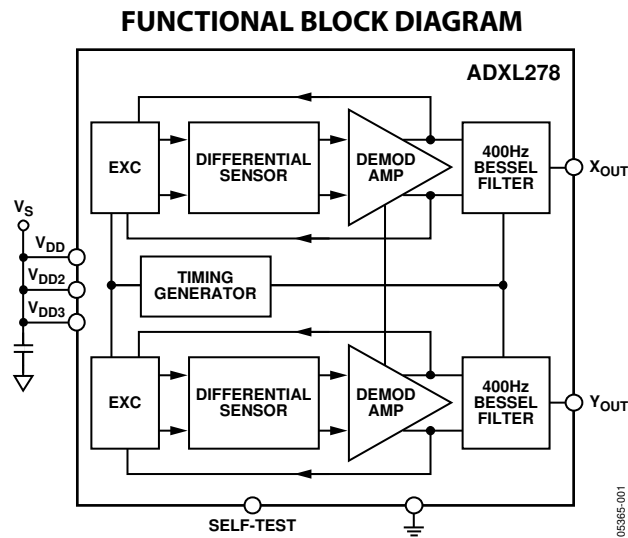 FUNCTIONAL BLOCK DIAGRAM
ADXL278
EXC
DIFFERENTIAL
SENSOR
DEMOD
AMP
400Hz
BESSEL
FILTER
XOUT
VS
VDD
VDD2
VDD3
TIMING
GENERATOR
EXC
DIFFERENTIAL
SENSOR
DEMOD
AMP
400Hz
BESSEL
FILTER
YOUT
SELF-TEST
05365-001